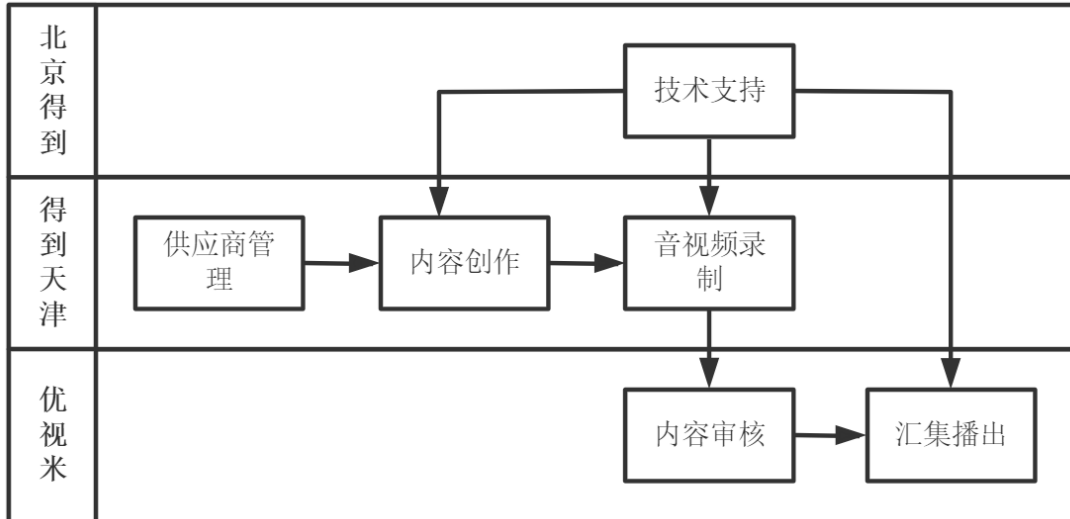 北京得到
技术支持
得到天津
供应商管
理
内容创作
音视频录
制
优视米
内容审核
汇集播出